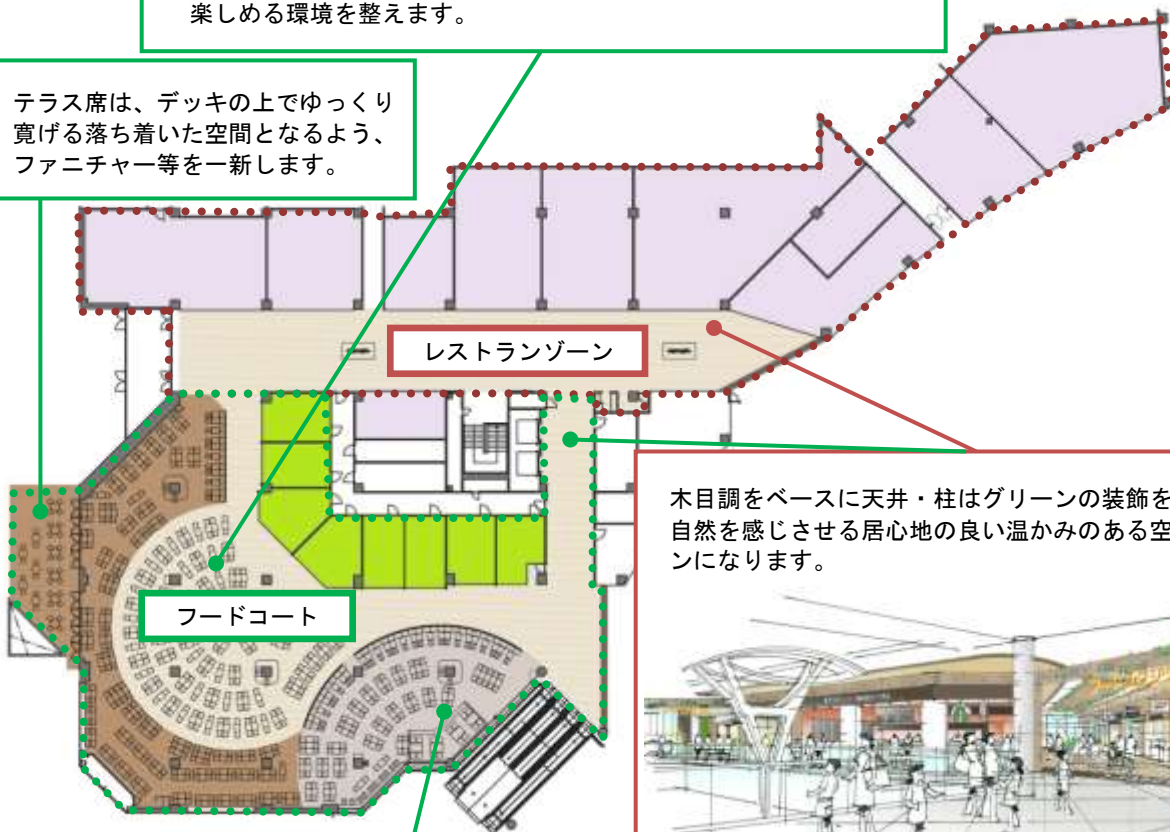 楽しめる環境を整えます。
テラス席は、デッキの上でゆっくり
寛げる落ち着いた空間となるよう、
ファニチャー等を一新します。
レストランゾーン
木目調をベースに天井・柱はグリーンの装飾を
自然を感じさせる居心地の良い温かみのある空
ンになります。
フードコート